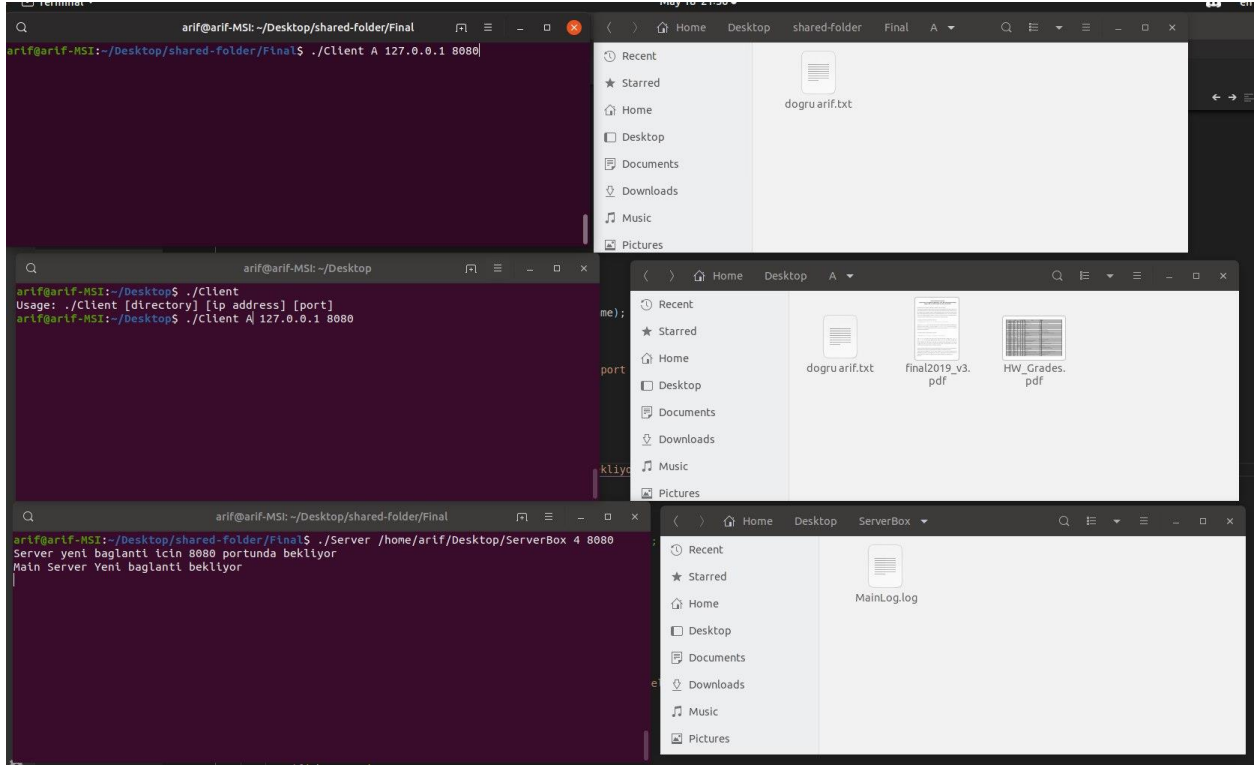 Terminal
arif@arif-MSI: ~/Desktop/shared-folder/Final
arif@arif-MSI:~/Desktop/shared-folder/Final$ ./Client A 127.0.0.1 8080
Home Desktop shared-folder Final A
Recent
Starred
Home
Desktop
Documents
Downloads
Music
Pictures
dogru arif.txt
arif@arif-MSI: ~/Desktop
arif@arif-MSI:~/Desktop$ ./Client
Usage: ./Client [directory] [ip address] [port]
arif@arif-MSI:~/Desktop$ ./Client A 127.0.0.1 8080
me);
port
Home Desktop A
Recent
Starred
Home
Desktop
Documents
Downloads
Music
Pictures
dogru arif.txt
final2019_v3.
pdf
HW_Grades.
pdf
arif@arif-MSI: ~/Desktop/shared-folder/Final
arif@arif-MSI:~/Desktop/shared-folder/Final$ ./Server /home/arif/Desktop/ServerBox 4 8080
Server yeni baglanti icin 8080 portunda bekliyor
Main Server Yeni baglanti bekliyor
Home Desktop ServerBox
Recent
Starred
Home
Desktop
Documents
Downloads
Music
Pictures
MainLog.log